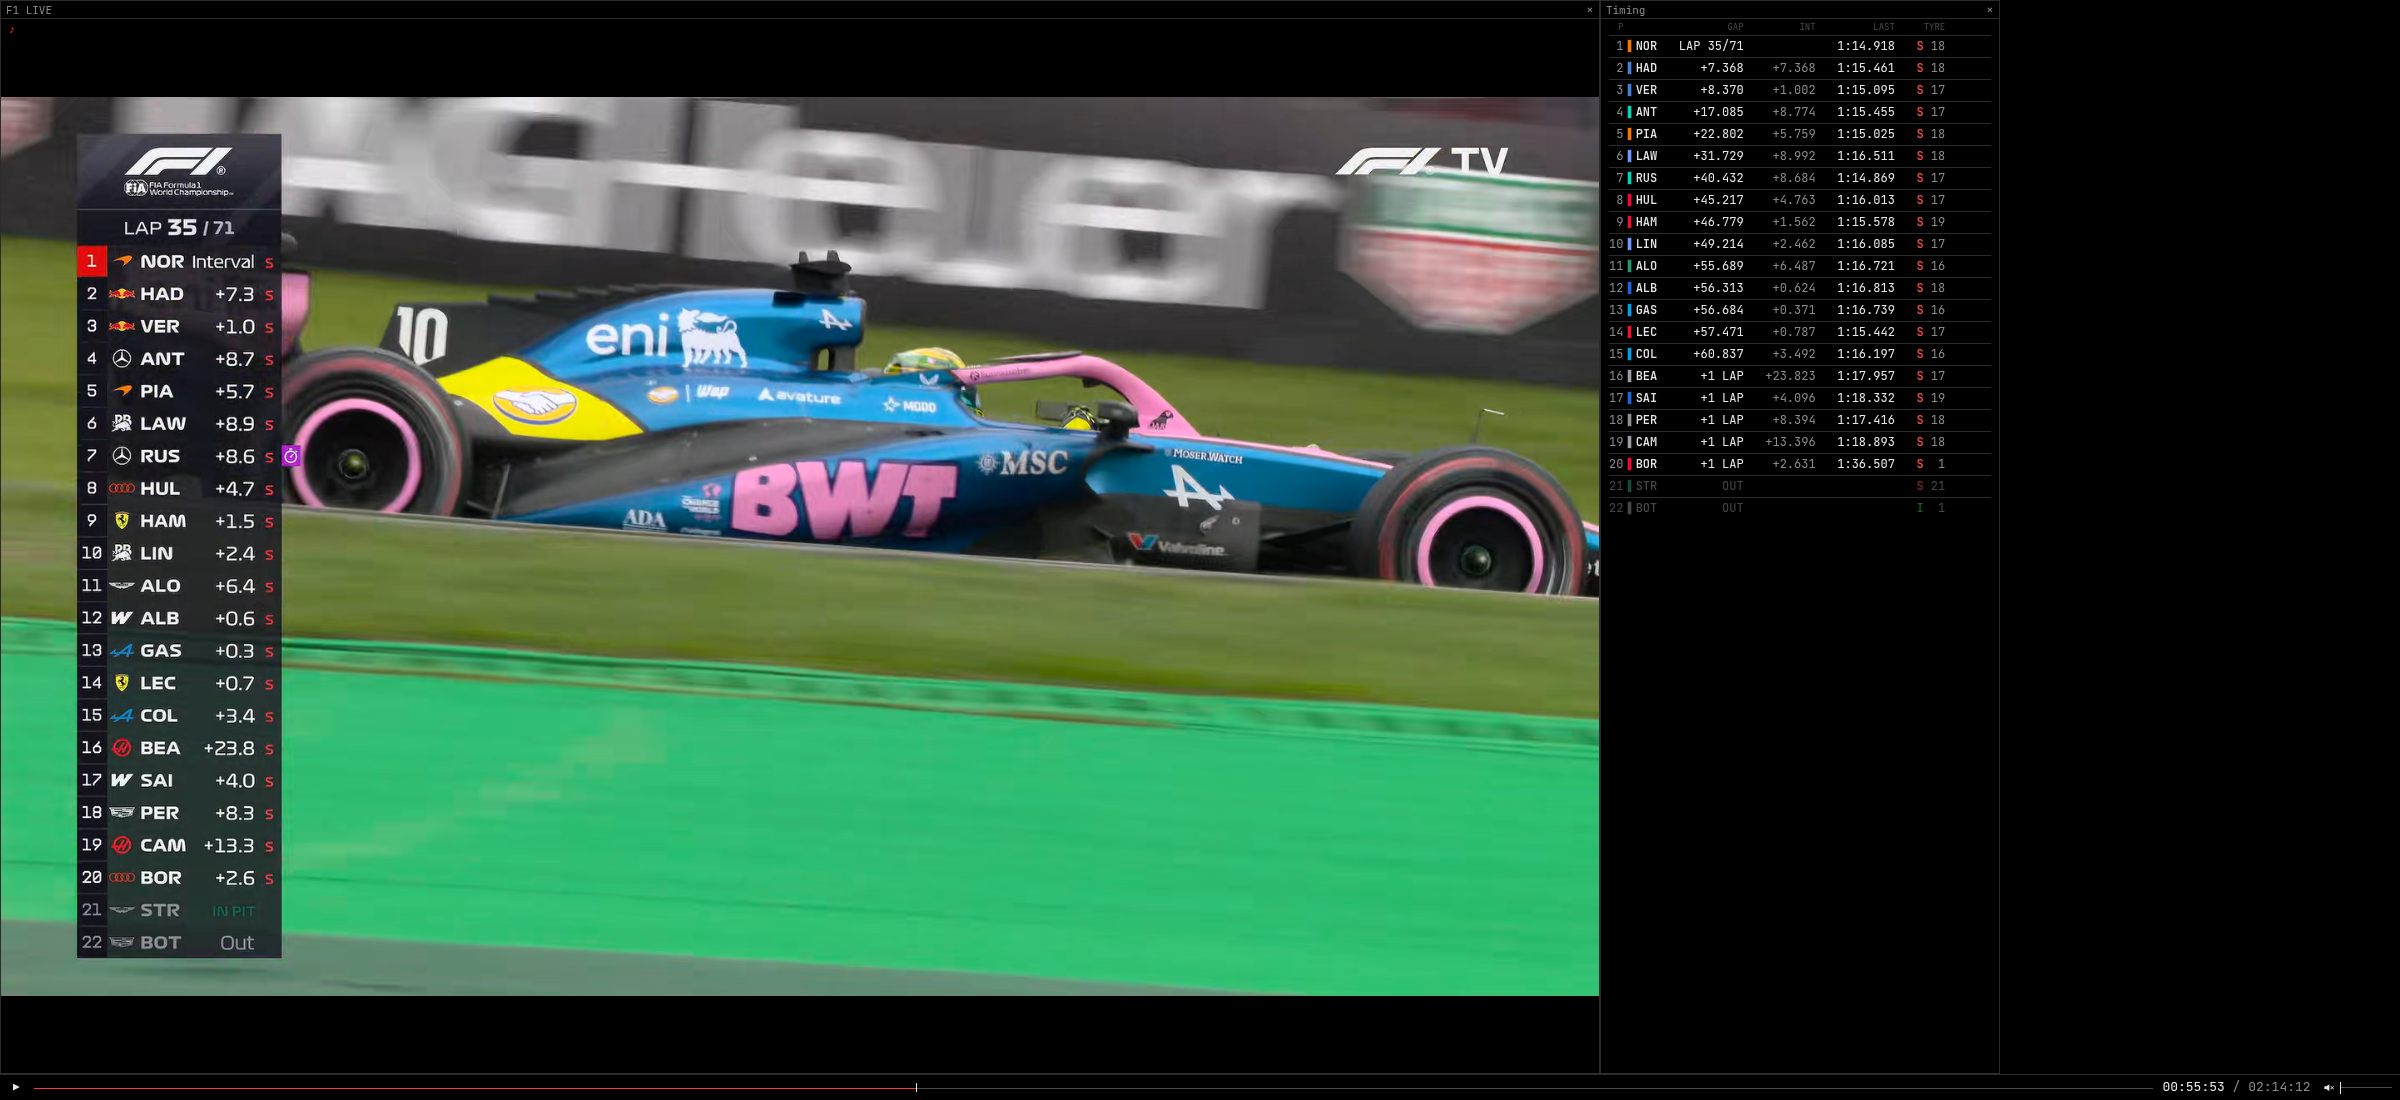 F1 LIVE ×
Timing ×
♪
P GAP INT LAST TYRE
1 NOR LAP 35/71 1:14.918 S 18
2 HAD +7.368 +7.368 1:15.461 S 18
3 VER +8.370 +1.002 1:15.095 S 17
4 ANT +17.085 +8.774 1:15.455 S 17
5 PIA +22.802 +5.759 1:15.025 S 18
6 LAW +31.729 +8.992 1:16.511 S 18
7 RUS +40.432 +8.684 1:14.869 S 17
8 HUL +45.217 +4.763 1:16.013 S 17
9 HAM +46.779 +1.562 1:15.578 S 19
10 LIN +49.214 +2.462 1:16.085 S 17
11 ALO +55.689 +6.487 1:16.721 S 16
12 ALB +56.313 +0.624 1:16.813 S 18
13 GAS +56.684 +0.371 1:16.739 S 16
14 LEC +57.471 +0.787 1:15.442 S 17
15 COL +60.837 +3.492 1:16.197 S 16
16 BEA +1 LAP +23.823 1:17.957 S 17
17 SAI +1 LAP +4.096 1:18.332 S 19
18 PER +1 LAP +8.394 1:17.416 S 18
19 CAM +1 LAP +13.396 1:18.893 S 18
20 BOR +1 LAP +2.631 1:36.507 S 1
21 STR OUT S 21
22 BOT OUT I 1
F1
FIA FIA Formula 1
World Championship
LAP 35 / 71
1 NOR Interval S
2 HAD +7.3 S
3 VER +1.0 S
4 ANT +8.7 S
5 PIA +5.7 S
6 LAW +8.9 S
7 RUS +8.6 S
8 HUL +4.7 S
9 HAM +1.5 S
10 LIN +2.4 S
11 ALO +6.4 S
12 ALB +0.6 S
13 GAS +0.3 S
14 LEC +0.7 S
15 COL +3.4 S
16 BEA +23.8 S
17 SAI +4.0 S
18 PER +8.3 S
19 CAM +13.3 S
20 BOR +2.6 S
21 STR IN PIT
22 BOT Out
F1 TV
10
eni
Wap
avature
MODO
BWT
MSC
MOSER.WATCH
ADA
Valvoline
00:55:53 / 02:14:12